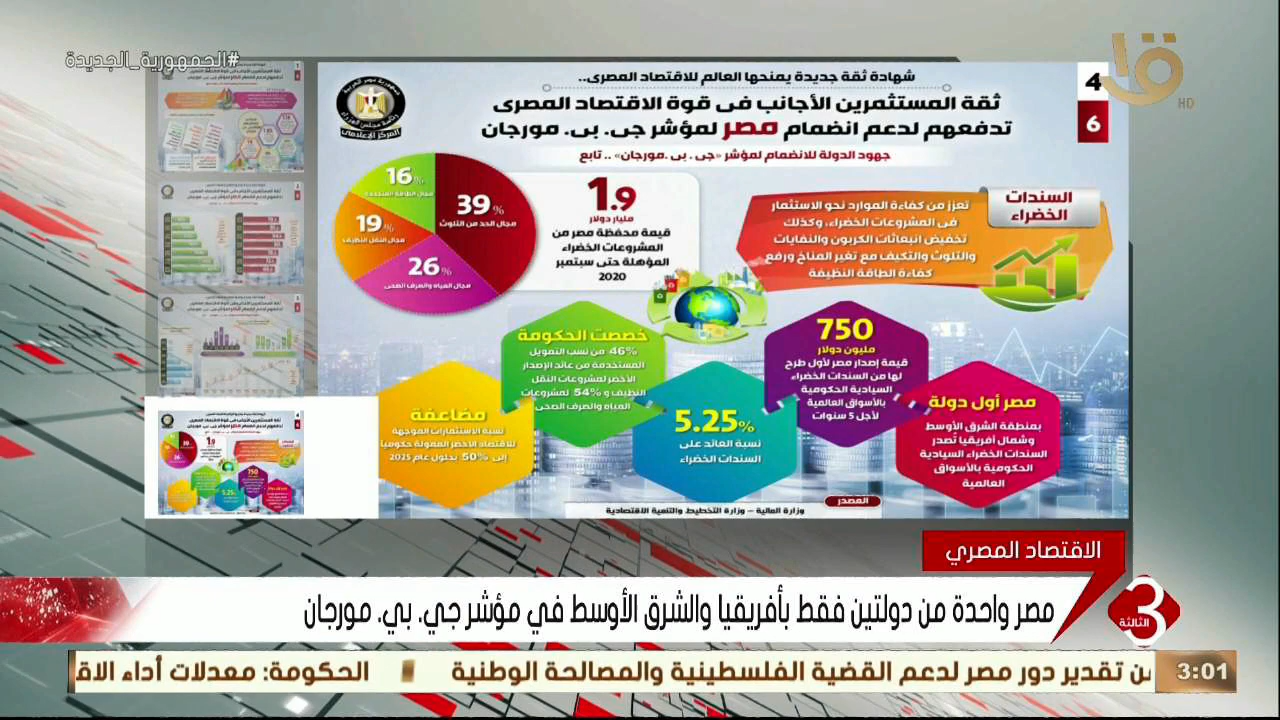 #الجمهورية_الجديدة
HD
4
6
شهادة ثقة جديدة يمنحها العالم للاقتصاد المصرى..
ثقة المستثمرين الأجانب فى قوة الاقتصاد المصرى
تدفعهم لدعم انضمام مصر لمؤشر جى. بى. مورجان
جهود الدولة للانضمام لمؤشر «جى . بى .مورجان» .. تابع
السندات
الخضراء
تعزز من كفاءة الموارد نحو الاستثمار
فى المشروعات الخضراء، وكذلك
تخفيض انبعاثات الكربون والنفايات
والتلوث والتكيف مع تغير المناخ ورفع
كفاءة الطاقة النظيفة
1.9
مليار دولار
قيمة محفظة مصر من
المشروعات الخضراء
المؤهلة حتى سبتمبر
2020
39%
مجال الحد من التلوث
16%
مجال الطاقة المتجددة
19%
مجال النقل النظيف
26%
مجال المياه والصرف الصحى
مصر أول دولة
بمنطقة الشرق الأوسط
وشمال أفريقيا تُصدر
السندات الخضراء السيادية
الحكومية بالأسواق
العالمية
750
مليون دولار
قيمة إصدار مصر لأول طرح
لها من السندات الخضراء
السيادية الحكومية
بالأسواق العالمية
لأجل 5 سنوات
5.25%
نسبة العائد على
السندات الخضراء
خصصت الحكومة
46% من نسب التمويل
المستخدمة من عائد الإصدار
الأخضر لمشروعات النقل
النظيف و 54% لمشروعات
المياه والصرف الصحى
مضاعفة
نسبة الاستثمارات الموجهة
للاقتصاد الأخضر الممولة حكومياً
إلى 50% بحلول عام 2025
المصدر
وزارة المالية – وزارة التخطيط والتنمية الاقتصادية
الاقتصاد المصري
مصر واحدة من دولتين فقط بأفريقيا والشرق الأوسط في مؤشر جي. بي. مورجان
3
الثالثة
ن تقدير دور مصر لدعم القضية الفلسطينية والمصالحة الوطنية
الحكومة: معدلات أداء الاق
3:01